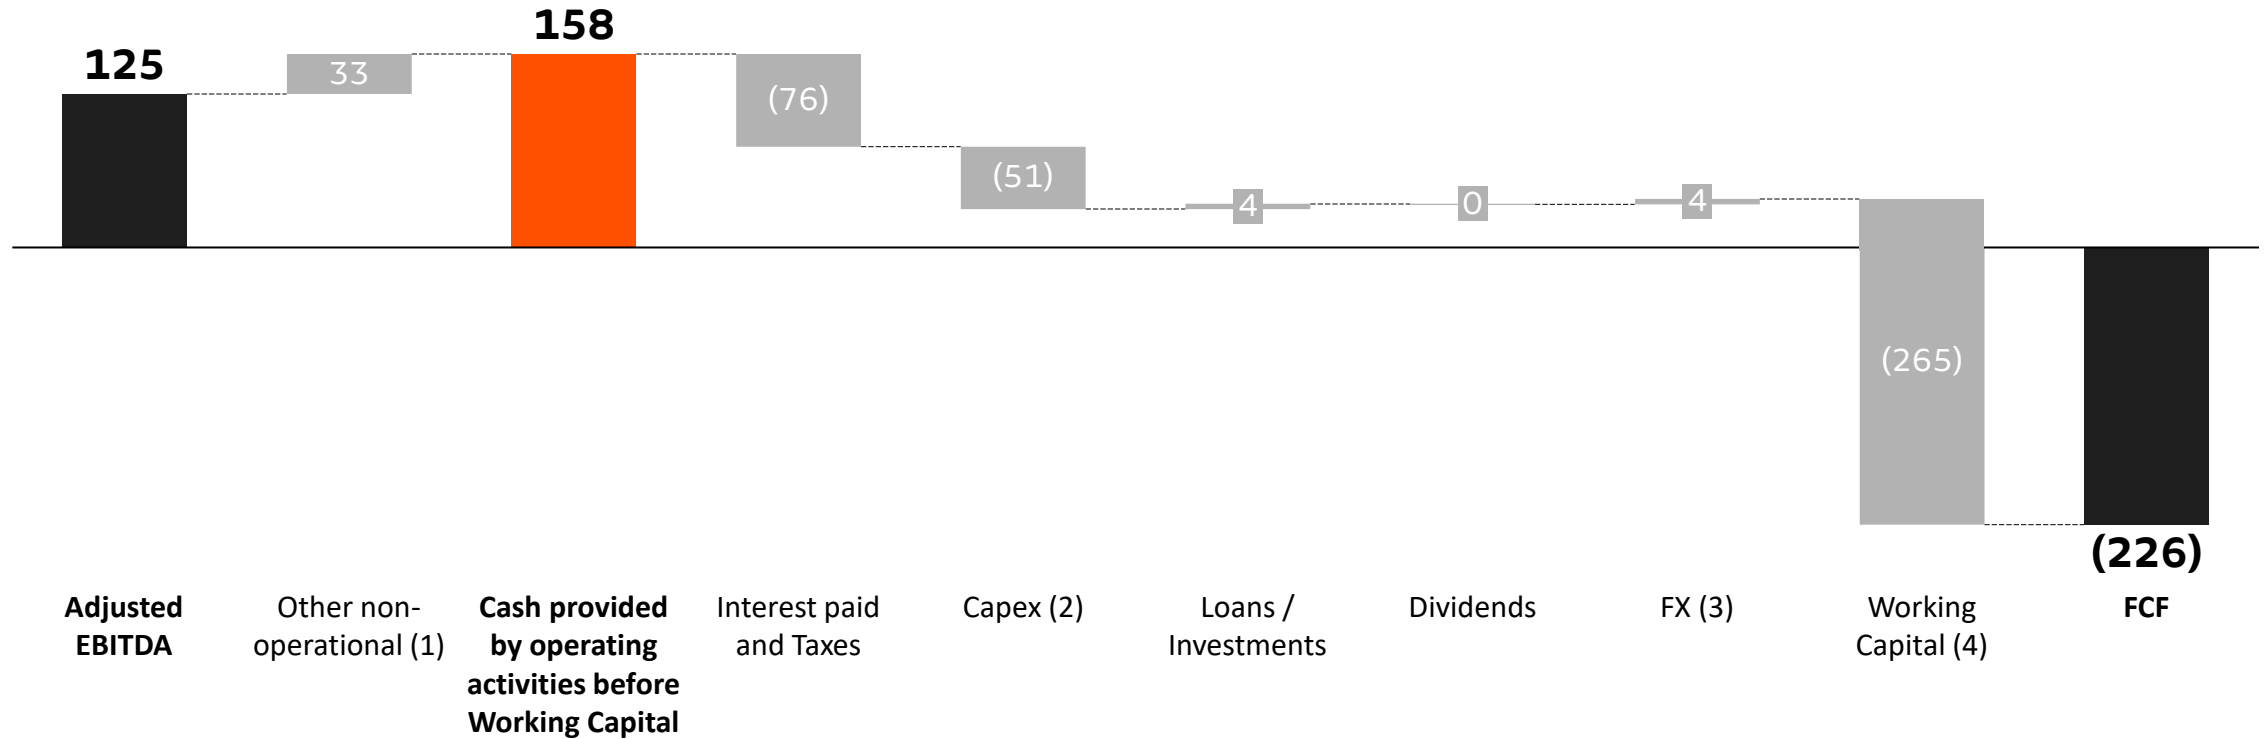 125
33
158
(76)
(51)
4
0
4
(265)
(226)
Adjusted
EBITDA
Other non-
operational (1)
Cash provided
by operating
activities before
Working Capital
Interest paid
and Taxes
Capex (2)
Loans /
Investments
Dividends
FX (3)
Working
Capital (4)
FCF